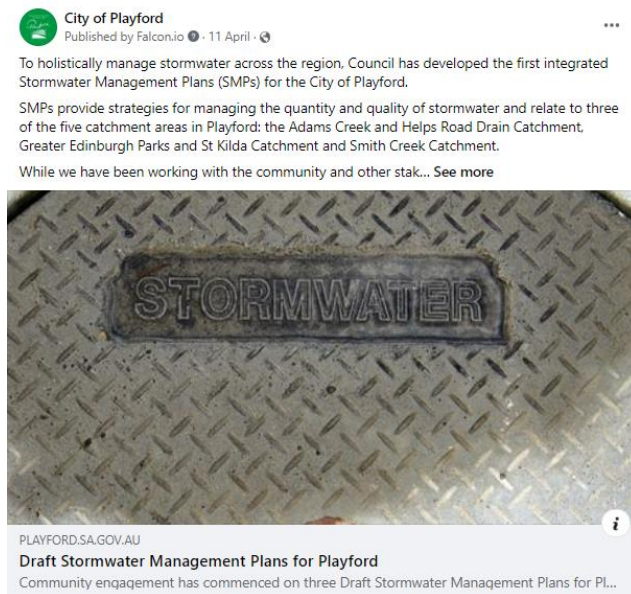 City of Playford
Published by Falcon.io · 11 April ·
To holistically manage stormwater across the region, Council has developed the first integrated
Stormwater Management Plans (SMPs) for the City of Playford.
SMPs provide strategies for managing the quantity and quality of stormwater and relate to three
of the five catchment areas in Playford: the Adams Creek and Helps Road Drain Catchment,
Greater Edinburgh Parks and St Kilda Catchment and Smith Creek Catchment.
While we have been working with the community and other stak... See more
STORMWATER
PLAYFORD.SA.GOV.AU
Draft Stormwater Management Plans for Playford
Community engagement has commenced on three Draft Stormwater Management Plans for Pl...